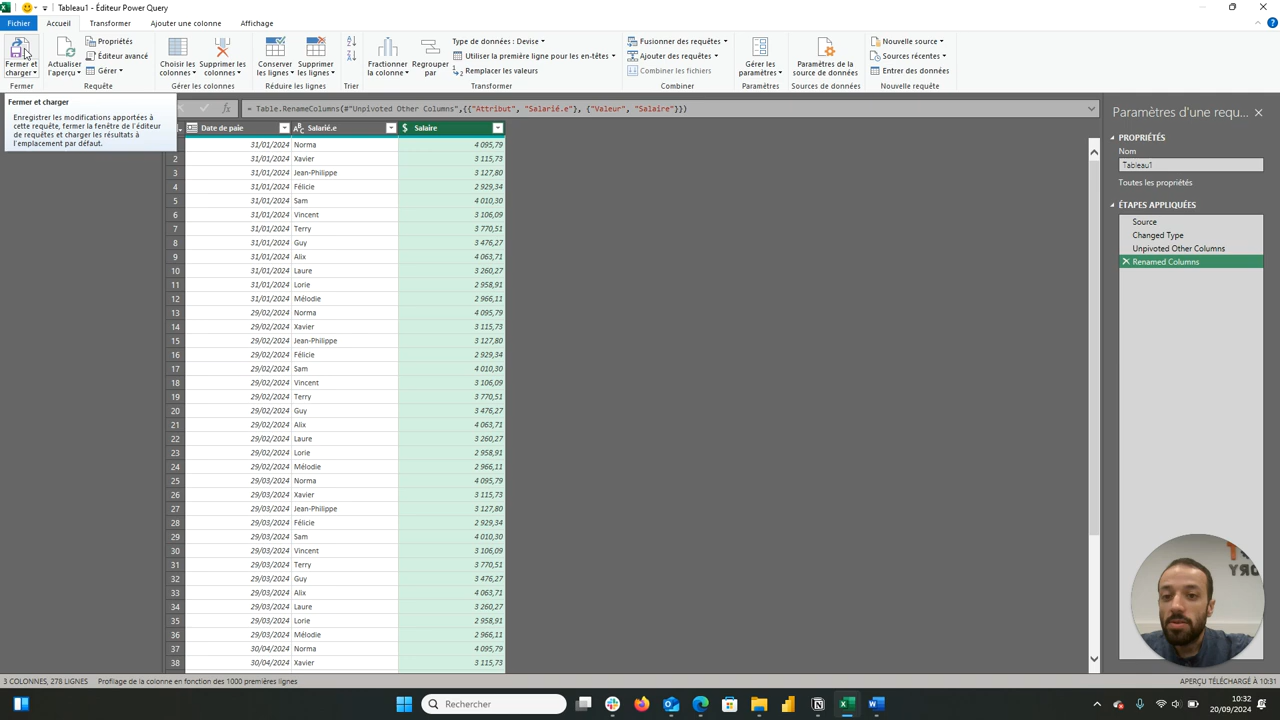 Tableau1 - Éditeur Power Query
Fichier
Accueil
Transformer
Ajouter une colonne
Affichage
Fermer et
charger
Fermer
Actualiser
l'aperçu
Propriétés
Éditeur avancé
Gérer
Requête
Choisir les
colonnes
Supprimer les
colonnes
Gérer les colonnes
Conserver
les lignes
Supprimer
les lignes
Réduire les lignes
Trier
Fractionner
la colonne
Regrouper
par
Type de données : Devise
Utiliser la première ligne pour les en-têtes
Remplacer les valeurs
Transformer
Fusionner des requêtes
Ajouter des requêtes
Combiner les fichiers
Combiner
Gérer les
paramètres
Paramètres
Paramètres de la
source de données
Sources de données
Nouvelle source
Sources récentes
Entrer des données
Nouvelle requête
Fermer et charger
Enregistrer les modifications apportées à
cette requête, fermer la fenêtre de l'éditeur
de requêtes et charger les résultats à
l'emplacement par défaut.
= Table.RenameColumns(#"Unpivoted Other Columns",{{"Attribut", "Salarié.e"}, {"Valeur", "Salaire"}})
Date de paie Salarié.e $ Salaire
31/01/2024 Norma 4 095,79
2 31/01/2024 Xavier 3 115,73
3 31/01/2024 Jean-Philippe 3 127,80
4 31/01/2024 Félicie 2 929,34
5 31/01/2024 Sam 4 010,30
6 31/01/2024 Vincent 3 106,09
7 31/01/2024 Terry 3 770,51
8 31/01/2024 Guy 3 476,27
9 31/01/2024 Alix 4 063,71
10 31/01/2024 Laure 3 260,27
11 31/01/2024 Lorie 2 958,91
12 31/01/2024 Mélodie 2 966,11
13 29/02/2024 Norma 4 095,79
14 29/02/2024 Xavier 3 115,73
15 29/02/2024 Jean-Philippe 3 127,80
16 29/02/2024 Félicie 2 929,34
17 29/02/2024 Sam 4 010,30
18 29/02/2024 Vincent 3 106,09
19 29/02/2024 Terry 3 770,51
20 29/02/2024 Guy 3 476,27
21 29/02/2024 Alix 4 063,71
22 29/02/2024 Laure 3 260,27
23 29/02/2024 Lorie 2 958,91
24 29/02/2024 Mélodie 2 966,11
25 29/03/2024 Norma 4 095,79
26 29/03/2024 Xavier 3 115,73
27 29/03/2024 Jean-Philippe 3 127,80
28 29/03/2024 Félicie 2 929,34
29 29/03/2024 Sam 4 010,30
30 29/03/2024 Vincent 3 106,09
31 29/03/2024 Terry 3 770,51
32 29/03/2024 Guy 3 476,27
33 29/03/2024 Alix 4 063,71
34 29/03/2024 Laure 3 260,27
35 29/03/2024 Lorie 2 958,91
36 29/03/2024 Mélodie 2 966,11
37 30/04/2024 Norma 4 095,79
38 30/04/2024 Xavier 3 115,73
Paramètres d'une requ...
PROPRIÉTÉS
Nom
Tableau1
Toutes les propriétés
ÉTAPES APPLIQUÉES
Source
Changed Type
Unpivoted Other Columns
Renamed Columns
3 COLONNES, 278 LIGNES
Profilage de la colonne en fonction des 1000 premières lignes
APERÇU TÉLÉCHARGÉ À 10:31
Rechercher
10:32
20/09/2024